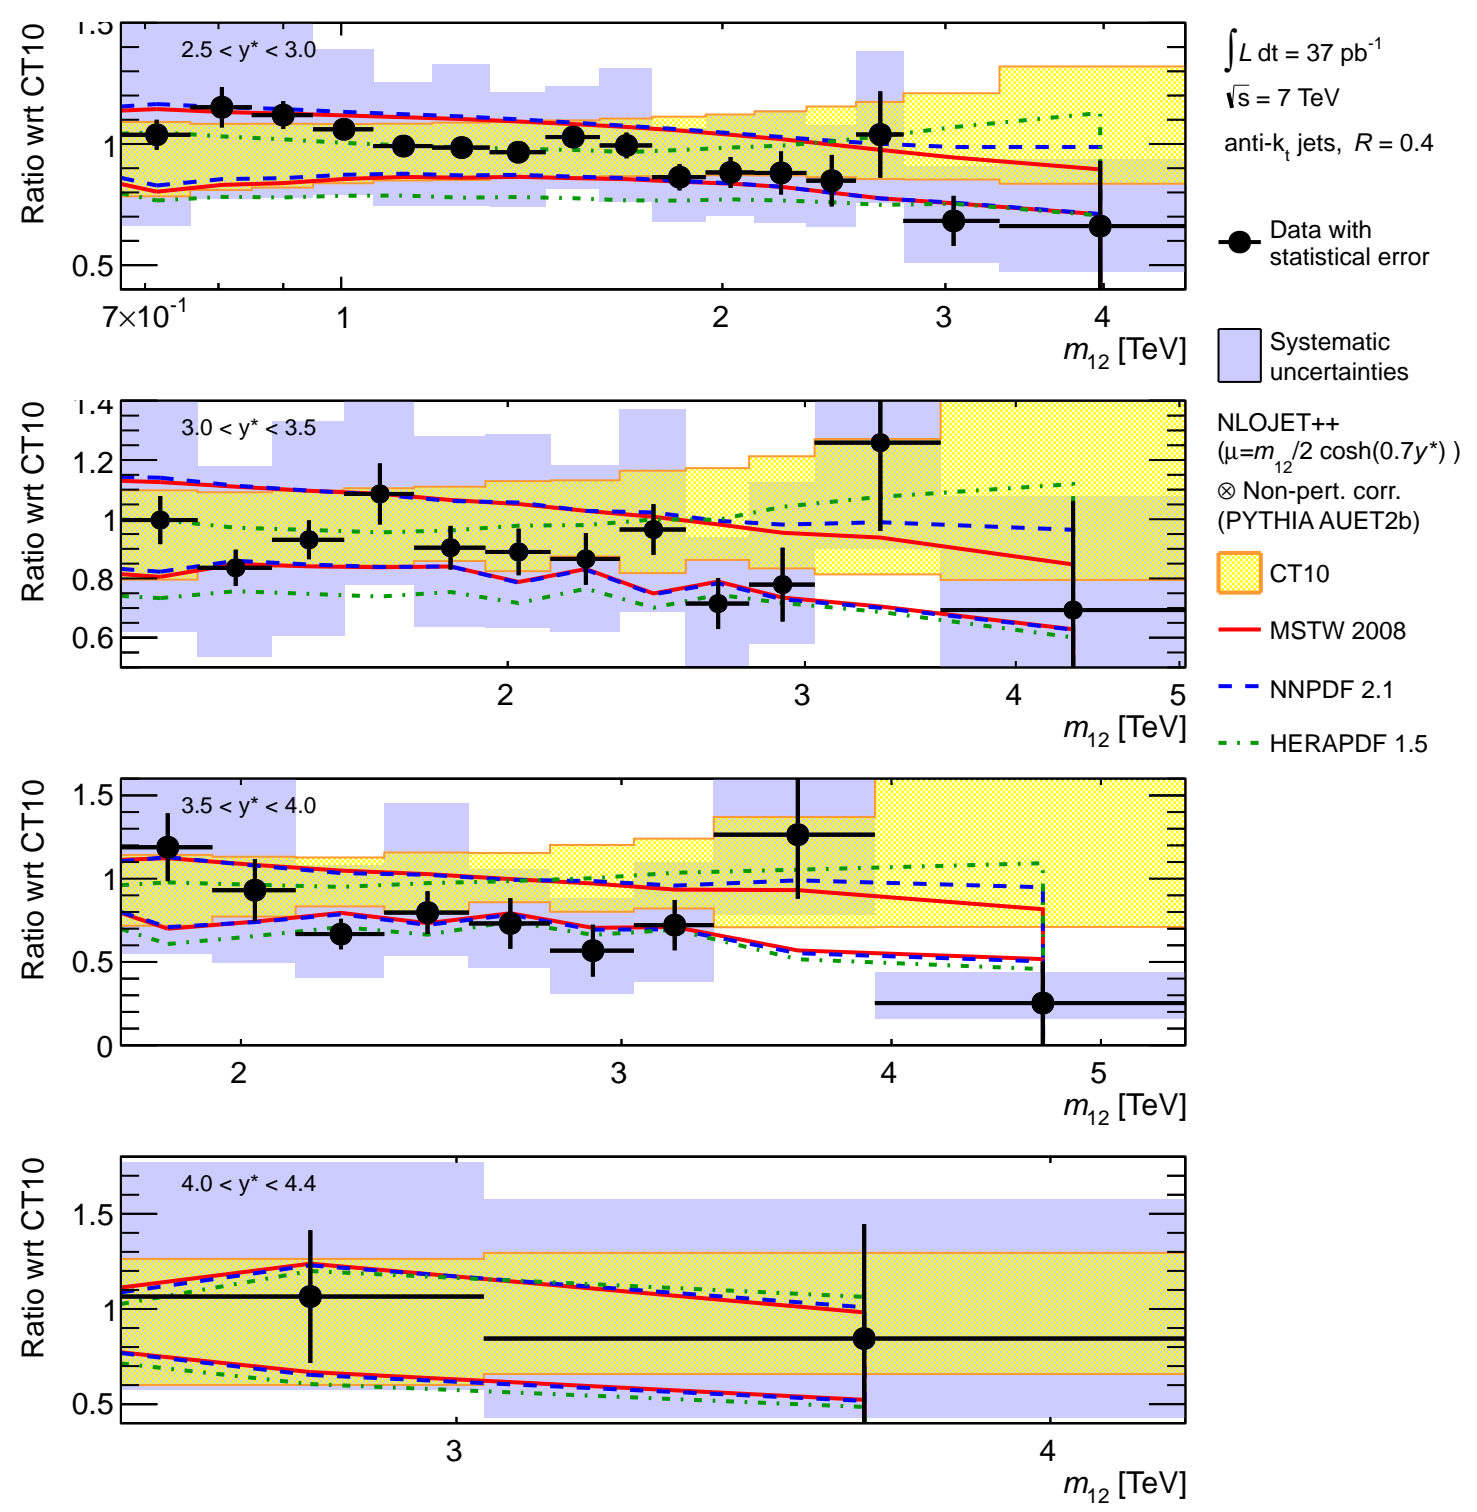 Ratio wrt CT10
1.5
1
0.5
2.5 < y* < 3.0
7×10⁻¹
1
2
3
4
m₁₂ [TeV]
Ratio wrt CT10
1.4
1.2
1
0.8
0.6
3.0 < y* < 3.5
2
3
4
5
m₁₂ [TeV]
Ratio wrt CT10
1.5
1
0.5
0
3.5 < y* < 4.0
2
3
4
5
m₁₂ [TeV]
Ratio wrt CT10
1.5
1
0.5
4.0 < y* < 4.4
3
4
m₁₂ [TeV]
∫L dt = 37 pb⁻¹
√s = 7 TeV
anti-kₜ jets, R = 0.4
Data with
statistical error
Systematic
uncertainties
NLOJET++
(μ=m₁₂/2 cosh(0.7y*) )
⊗ Non-pert. corr.
(PYTHIA AUET2b)
CT10
MSTW 2008
NNPDF 2.1
HERAPDF 1.5